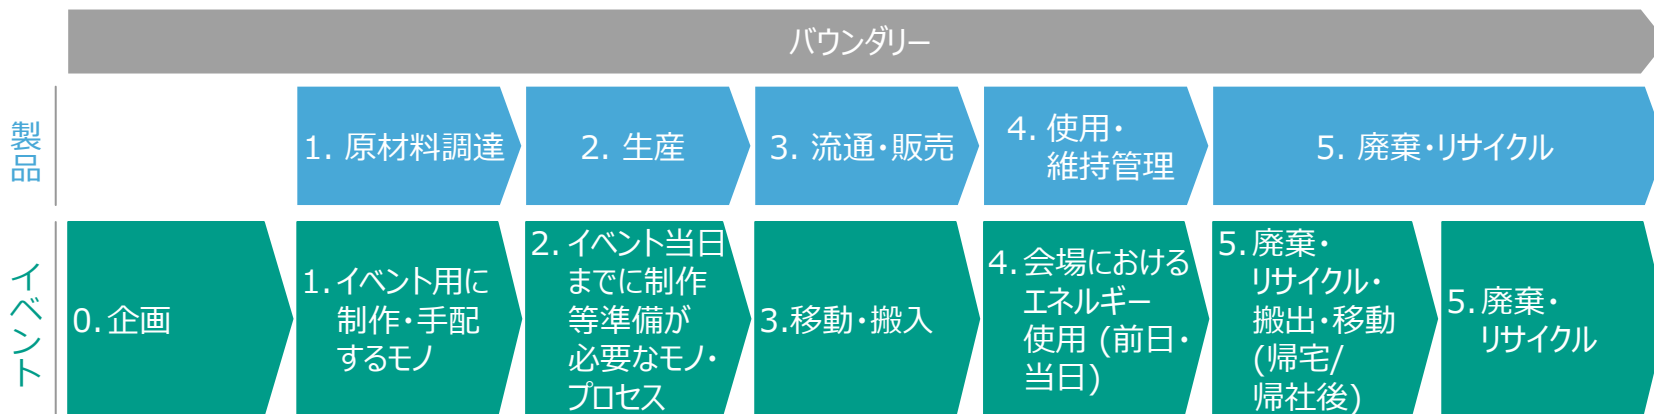 バウンダリー
製品
1. 原材料調達
2. 生産
3. 流通・販売
4. 使用・
維持管理
5. 廃棄・リサイクル
イベント
0. 企画
1. イベント用に
制作・手配
するモノ
2. イベント当日
までに制作
等準備が
必要なモノ・
プロセス
3.移動・搬入
4. 会場における
エネルギー
使用 (前日・
当日)
5. 廃棄・
リサイクル・
搬出・移動
(帰宅/
帰社後)
5. 廃棄・
リサイクル